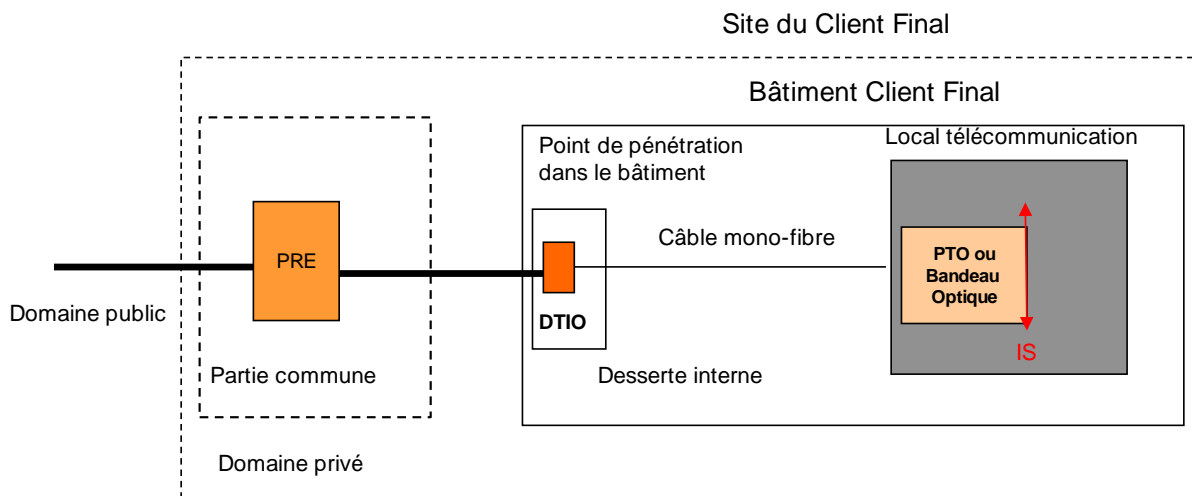 Site du Client Final
Bâtiment Client Final
Point de pénétration
dans le bâtiment
Local télécommunication
PRE
Câble mono-fibre
PTO ou
Bandeau
Optique
Domaine public
DTIO
IS
Partie commune
Desserte interne
Domaine privé